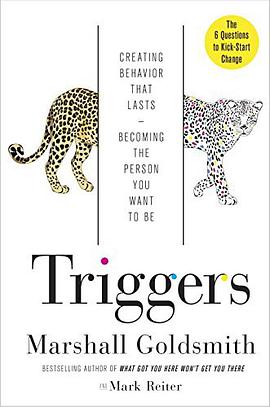 The
6 Questions
to Kick-Start
Change
CREATING
BEHAVIOR
THAT
LASTS
–
BECOMING
THE
PERSON
YOU
WANT
TO BE
Triggers
Marshall Goldsmith
BESTSELLING AUTHOR OF WHAT GOT YOU HERE WON'T GET YOU THERE
Mark Reiter